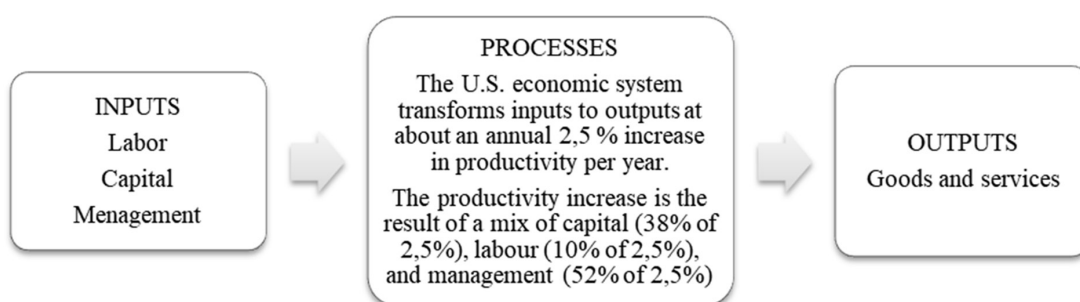 INPUTS
Labor
Capital
Menagement
PROCESSES
The U.S. economic system
transforms inputs to outputs at
about an annual 2,5 % increase
in productivity per year.
The productivity increase is the
result of a mix of capital (38% of
2,5%), labour (10% of 2,5%),
and management (52% of 2,5%)
OUTPUTS
Goods and services